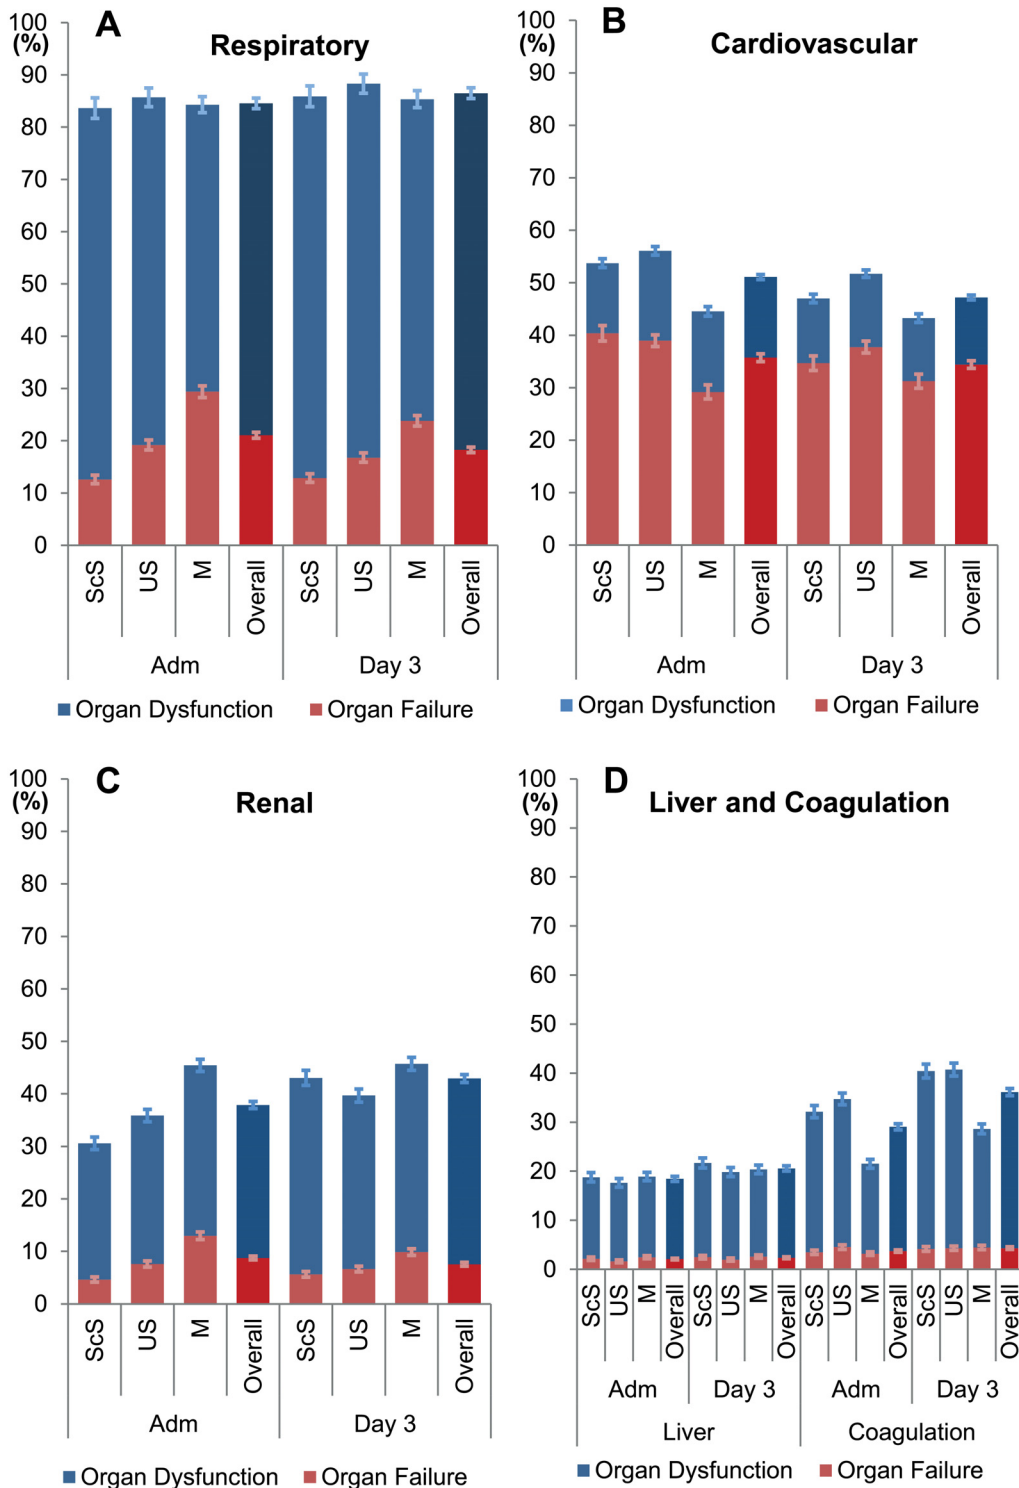 A
Respiratory
100
(%)
90
80
70
60
50
40
30
20
10
0
ScS
US
M
Overall
ScS
US
M
Overall
Adm
Day 3
Organ Dysfunction
Organ Failure
B
Cardiovascular
100
(%)
90
80
70
60
50
40
30
20
10
0
ScS
US
M
Overall
ScS
US
M
Overall
Adm
Day 3
Organ Dysfunction
Organ Failure
C
Renal
100
(%)
90
80
70
60
50
40
30
20
10
0
ScS
US
M
Overall
ScS
US
M
Overall
Adm
Day 3
Organ Dysfunction
Organ Failure
D
Liver and Coagulation
100
(%)
90
80
70
60
50
40
30
20
10
0
ScS
US
M
Overall
ScS
US
M
Overall
ScS
US
M
Overall
ScS
US
M
Overall
Adm
Day 3
Adm
Day 3
Liver
Coagulation
Organ Dysfunction
Organ Failure